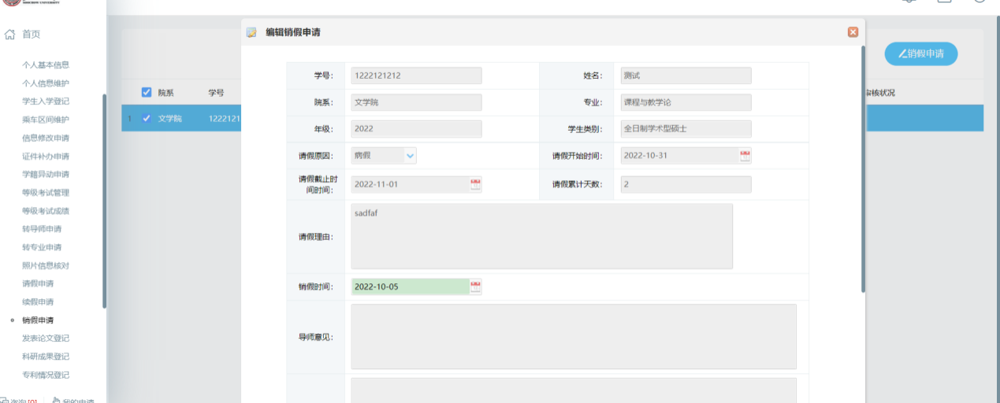 SOOCHOW UNIVERSITY
首页
个人基本信息
个人信息维护
学生入学登记
乘车区间维护
信息修改申请
证件补办申请
学籍异动申请
等级考试管理
等级考试成绩
转导师申请
转专业申请
照片信息核对
请假申请
续假申请
销假申请
发表论文登记
科研成果登记
专利情况登记
咨询[0] 我的申请
销假申请
院系 学号 审核状况
1 文学院 1222121
编辑销假申请
学号: 1222121212 姓名: 测试
院系: 文学院 专业: 课程与教学论
年级: 2022 学生类别: 全日制学术型硕士
请假原因: 病假 请假开始时间: 2022-10-31
请假截止时
间时间: 2022-11-01 请假累计天数: 2
请假理由: sadfaf
销假时间: 2022-10-05
导师意见: